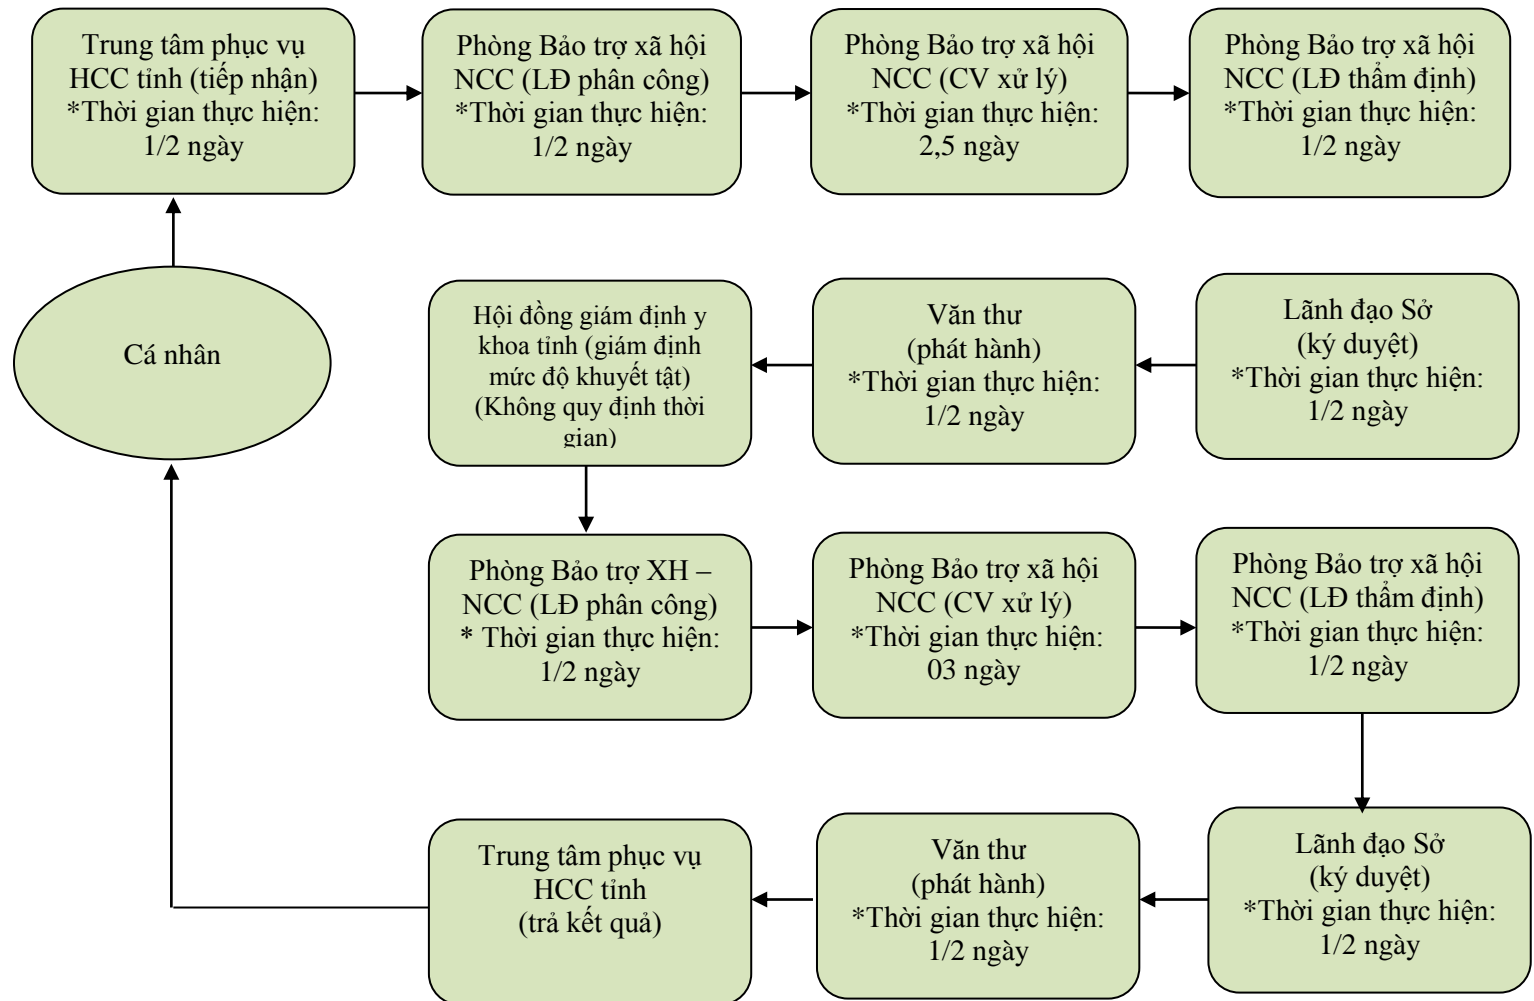 Trung tâm phục vụ
HCC tỉnh (tiếp nhận)
*Thời gian thực hiện:
1/2 ngày
Phòng Bảo trợ xã hội
NCC (LĐ phân công)
*Thời gian thực hiện:
1/2 ngày
Phòng Bảo trợ xã hội
NCC (CV xử lý)
*Thời gian thực hiện:
2,5 ngày
Phòng Bảo trợ xã hội
NCC (LĐ thẩm định)
*Thời gian thực hiện:
1/2 ngày
Cá nhân
Hội đồng giám định y
khoa tỉnh (giám định
mức độ khuyết tật)
(Không quy định thời
gian)
Văn thư
(phát hành)
*Thời gian thực hiện:
1/2 ngày
Lãnh đạo Sở
(ký duyệt)
*Thời gian thực hiện:
1/2 ngày
Phòng Bảo trợ XH –
NCC (LĐ phân công)
* Thời gian thực hiện:
1/2 ngày
Phòng Bảo trợ xã hội
NCC (CV xử lý)
*Thời gian thực hiện:
03 ngày
Phòng Bảo trợ xã hội
NCC (LĐ thẩm định)
*Thời gian thực hiện:
1/2 ngày
Trung tâm phục vụ
HCC tỉnh
(trả kết quả)
Văn thư
(phát hành)
*Thời gian thực hiện:
1/2 ngày
Lãnh đạo Sở
(ký duyệt)
*Thời gian thực hiện:
1/2 ngày